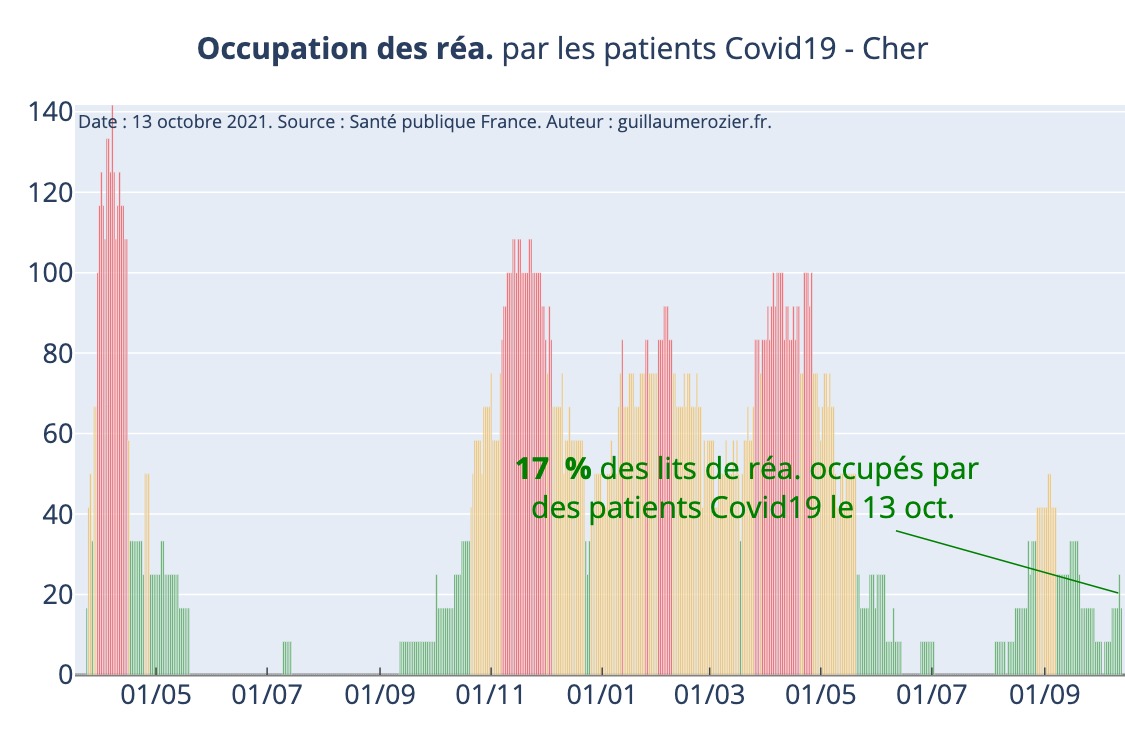 Occupation des réa. par les patients Covid19 - Cher
140
Date : 13 octobre 2021. Source : Santé publique France. Auteur : guillaumerozier.fr.
120
100
80
60
17 % des lits de réa. occupés par
des patients Covid19 le 13 oct.
40
20
0
01/05 01/07 01/09 01/11 01/01 01/03 01/05 01/07 01/09